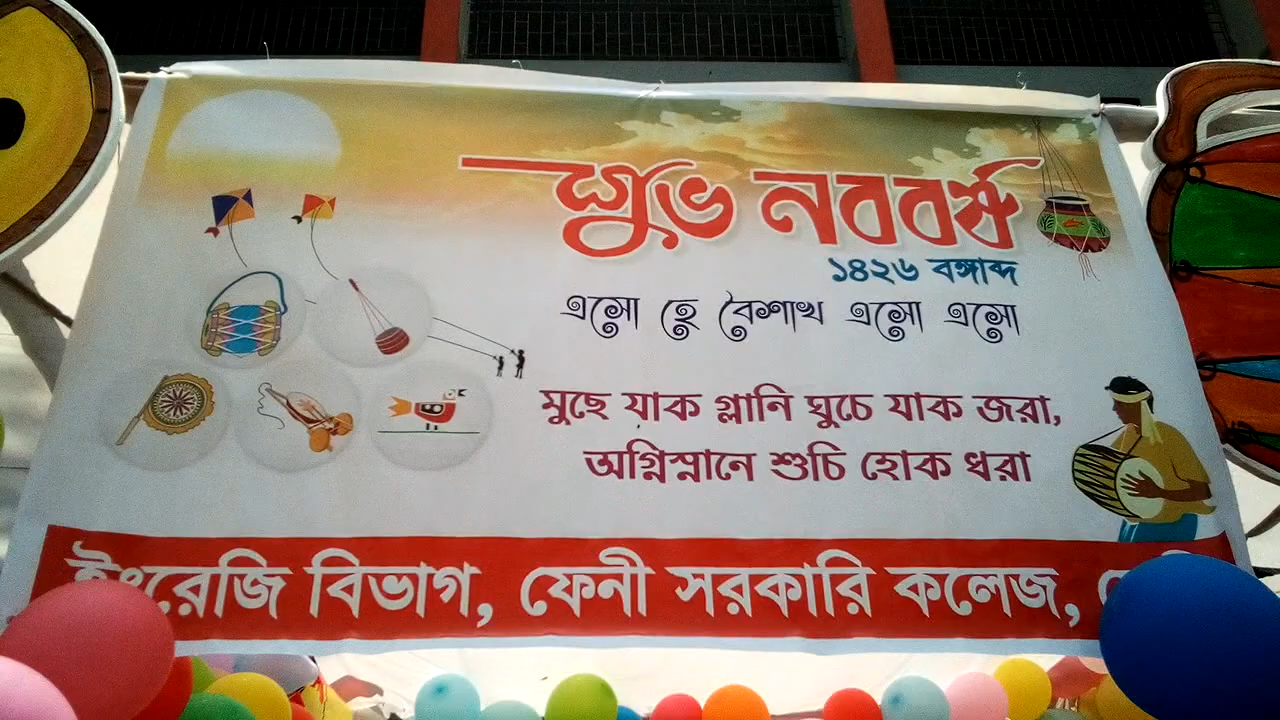 শুভ নববর্ষ
১৪২৬ বঙ্গাব্দ
এসো হে বৈশাখ এসো এসো
মুছে যাক গ্লানি ঘুচে যাক জরা,
অগ্নিস্নানে শুচি হোক ধরা
ইংরেজি বিভাগ, ফেনী সরকারি কলেজ,